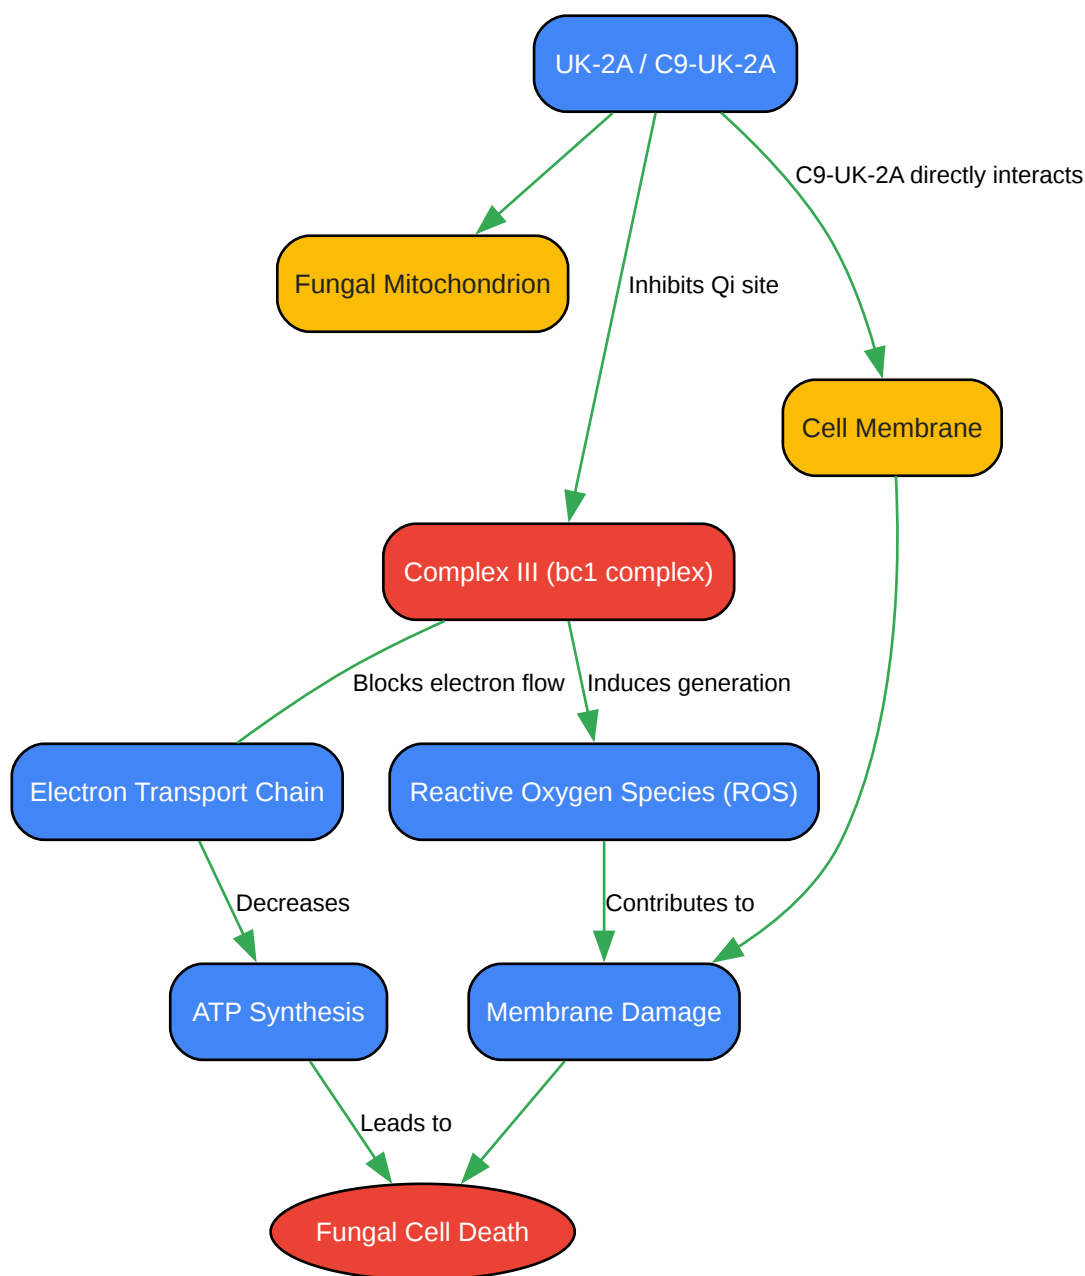 UK-2A / C9-UK-2A
C9-UK-2A directly interacts
Fungal Mitochondrion
Inhibits Qi site
Cell Membrane
Complex III (bc1 complex)
Blocks electron flow
Induces generation
Electron Transport Chain
Reactive Oxygen Species (ROS)
Decreases
Contributes to
ATP Synthesis
Membrane Damage
Leads to
Fungal Cell Death